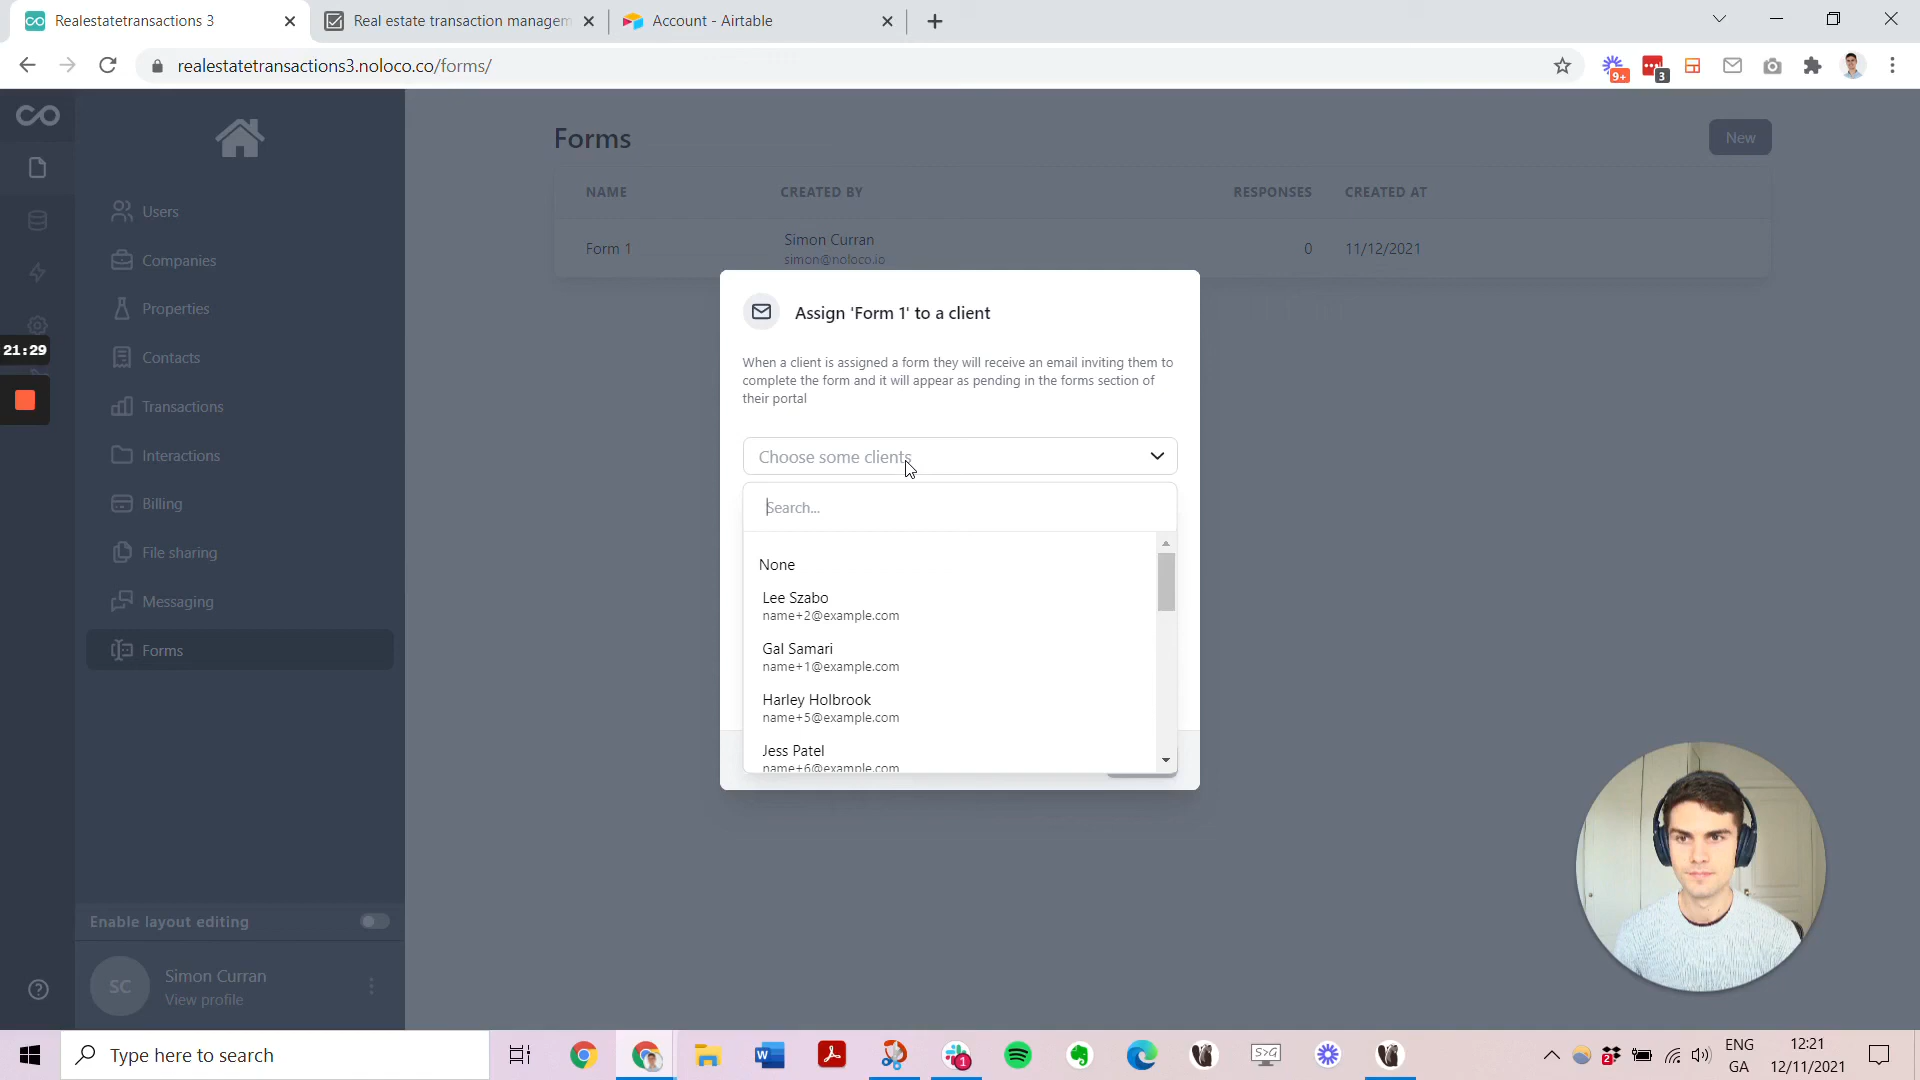 Realestatetransactions 3
Real estate transaction managem
Account - Airtable
realestatetransactions3.noloco.co/forms/
9+
3
Forms
New
NAME
CREATED BY
RESPONSES
CREATED AT
Form 1
Simon Curran
simon@noloco.io
0
11/12/2021
Users
Companies
Properties
Contacts
Transactions
Interactions
Billing
File sharing
Messaging
Forms
21:29
Assign 'Form 1' to a client
When a client is assigned a form they will receive an email inviting them to
complete the form and it will appear as pending in the forms section of
their portal
Choose some clients
Search...
None
Lee Szabo
name+2@example.com
Gal Samari
name+1@example.com
Harley Holbrook
name+5@example.com
Jess Patel
name+6@example.com
Enable layout editing
SC
Simon Curran
View profile
Type here to search
S>G
1
2
ENG
GA
12:21
12/11/2021